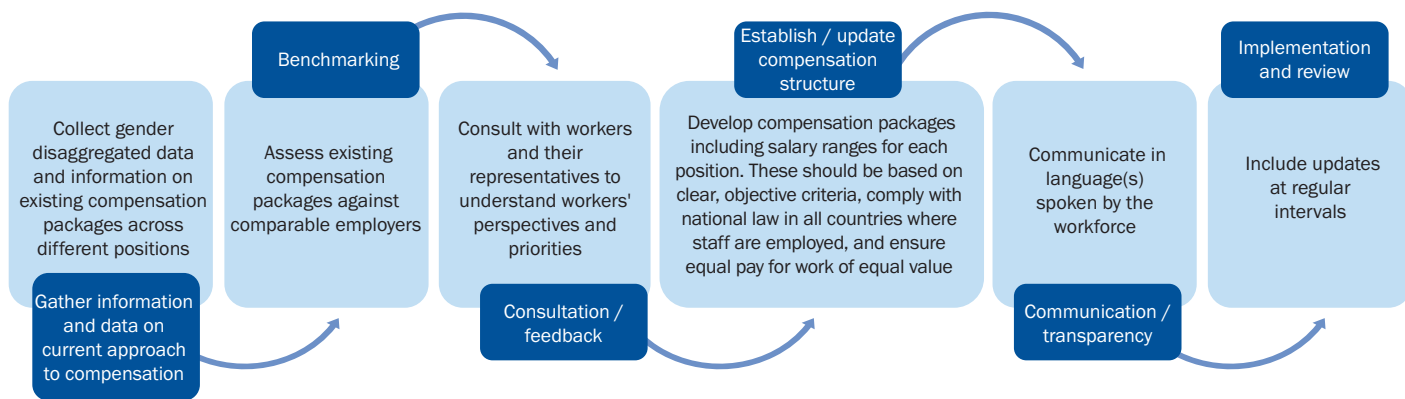 Collect gender
disaggregated data
and information on
existing compensation
packages across
different positions
Gather information
and data on
current approach
to compensation
Benchmarking
Assess existing
compensation
packages against
comparable employers
Consult with workers
and their
representatives to
understand workers'
perspectives and
priorities
Consultation /
feedback
Establish / update
compensation
structure
Develop compensation packages
including salary ranges for each
position. These should be based on
clear, objective criteria, comply with
national law in all countries where
staff are employed, and ensure
equal pay for work of equal value
Communicate in
language(s)
spoken by the
workforce
Communication /
transparency
Implementation
and review
Include updates
at regular
intervals